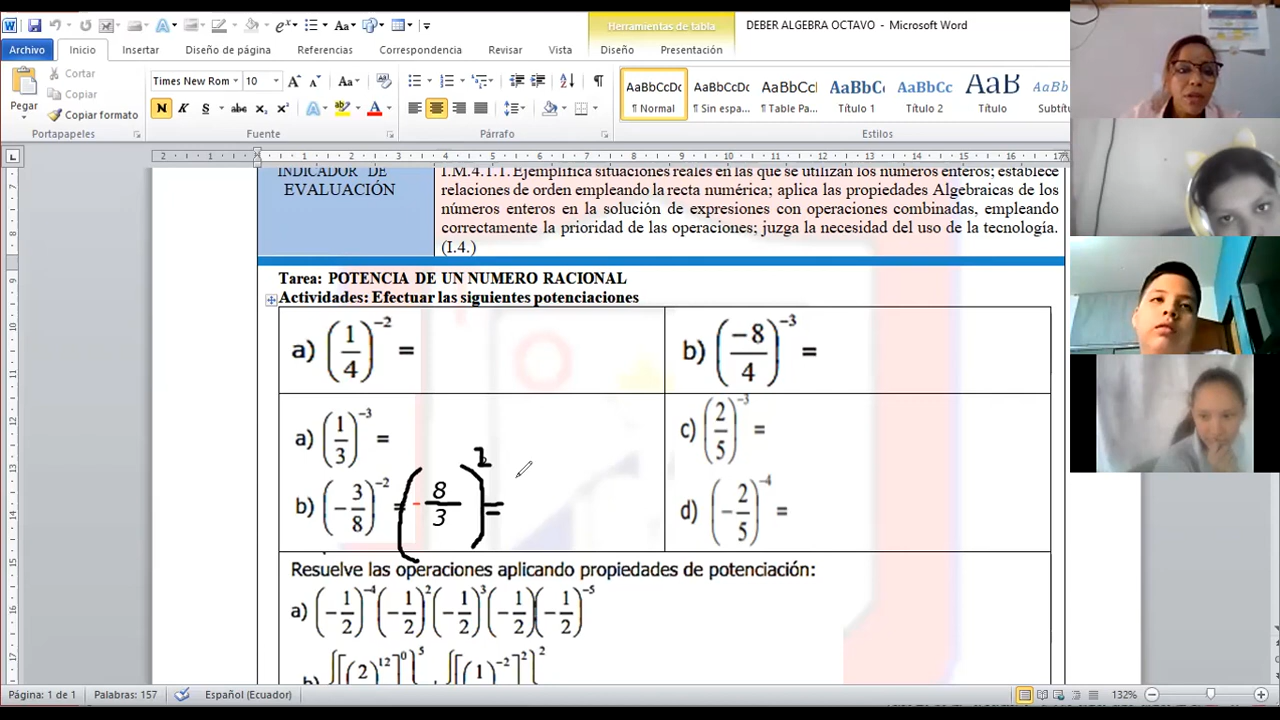 DEBER ALGEBRA OCTAVO - Microsoft Word
Herramientas de tabla
Archivo Inicio Insertar Diseño de página Referencias Correspondencia Revisar Vista Diseño Presentación
Pegar
Cortar
Copiar
Copiar formato
Portapapeles
Times New Rom 10
N K S abc x₂ x²
Fuente
Párrafo
AaBbCcDc AaBbCcDc AaBbCcDc AaBbC AaBbCc AaB
¶ Normal ¶ Sin espa... ¶ Table Pa... Título 1 Título 2 Título
Estilos
INDICADOR DE
EVALUACIÓN
I.M.4.1.1. Ejemplifica situaciones reales en las que se utilizan los números enteros; establece
relaciones de orden empleando la recta numérica; aplica las propiedades Algebraicas de los
números enteros en la solución de expresiones con operaciones combinadas, empleando
correctamente la prioridad de las operaciones; juzga la necesidad del uso de la tecnología.
(I.4.)
Tarea: POTENCIA DE UN NUMERO RACIONAL
Actividades: Efectuar las siguientes potenciaciones
a) (1/4)^-2 =
b) (-8/4)^-3 =
a) (1/3)^-3 =
b) (-3/8)^-2 = (-8/3)^2 =
c) (2/5)^-3 =
d) (-2/5)^-4 =
Resuelve las operaciones aplicando propiedades de potenciación:
a) (-1/2)^-4 (-1/2)^2 (-1/2)^3 (-1/2) (-1/2)^-5
Página: 1 de 1 Palabras: 157 Español (Ecuador) 132%